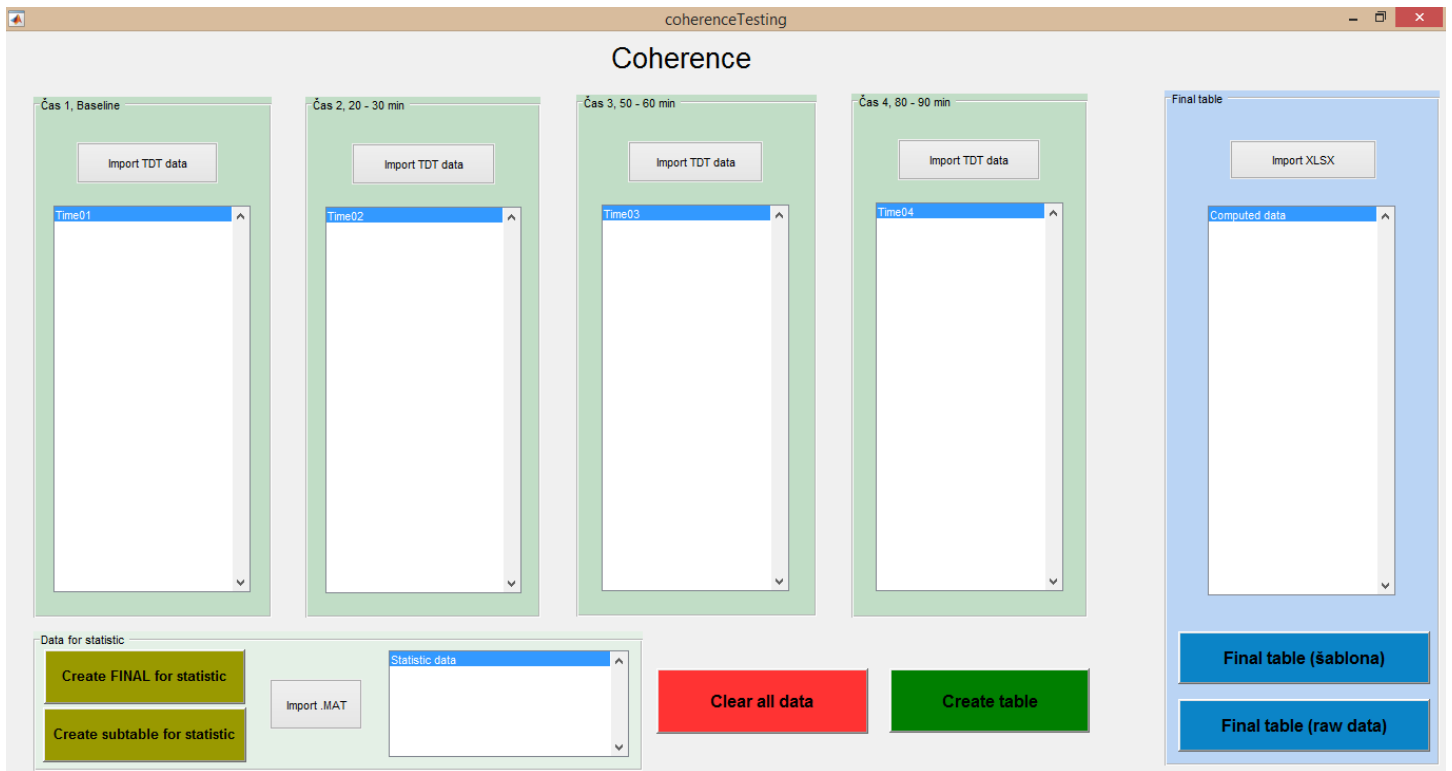 coherenceTesting
Coherence
Čas 1, Baseline
Import TDT data
Time01
Čas 2, 20 - 30 min
Import TDT data
Time02
Čas 3, 50 - 60 min
Import TDT data
Time03
Čas 4, 80 - 90 min
Import TDT data
Time04
Final table
Import XLSX
Computed data
Final table (šablona)
Final table (raw data)
Data for statistic
Create FINAL for statistic
Create subtable for statistic
Import .MAT
Statistic data
Clear all data
Create table